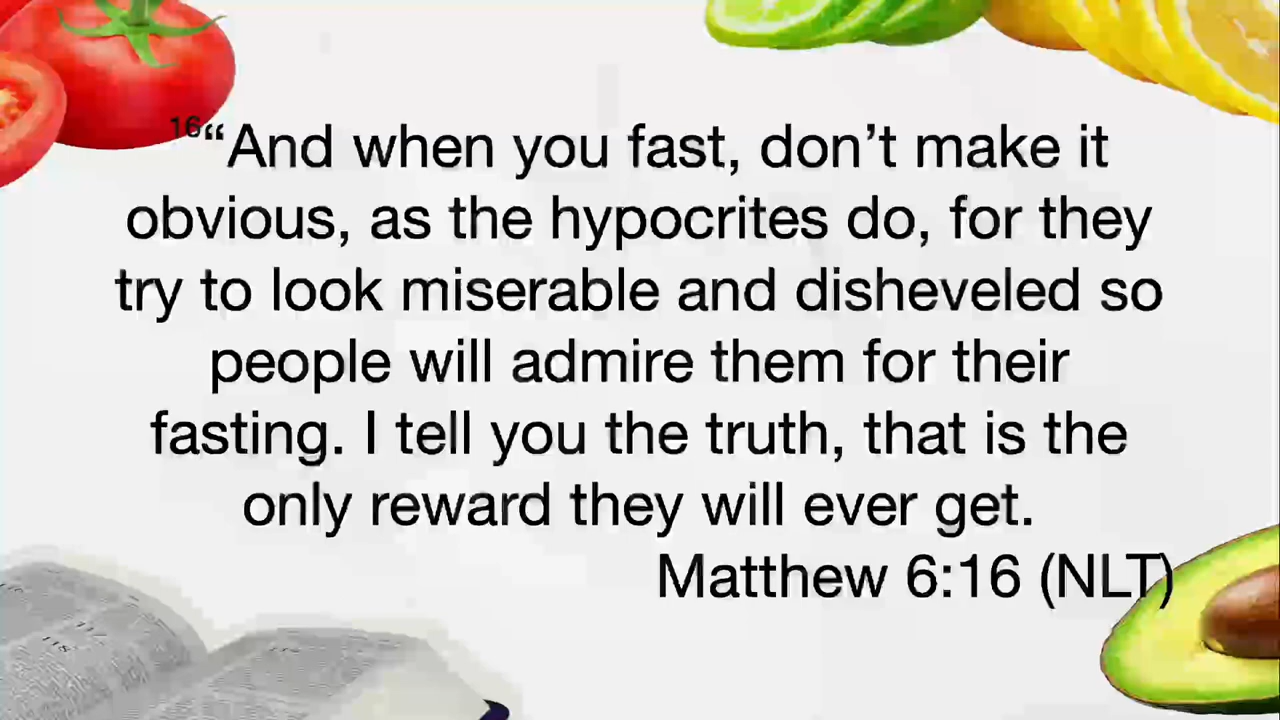 16“And when you fast, don’t make it
obvious, as the hypocrites do, for they
try to look miserable and disheveled so
people will admire them for their
fasting. I tell you the truth, that is the
only reward they will ever get.
Matthew 6:16 (NLT)